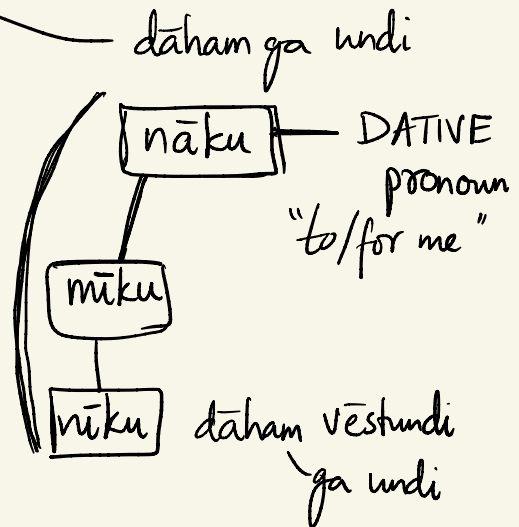 dāham ga undi
nāku
DATIVE
pronoun
"to/for me"
mīku
nīku
dāham vēstundi
ga undi